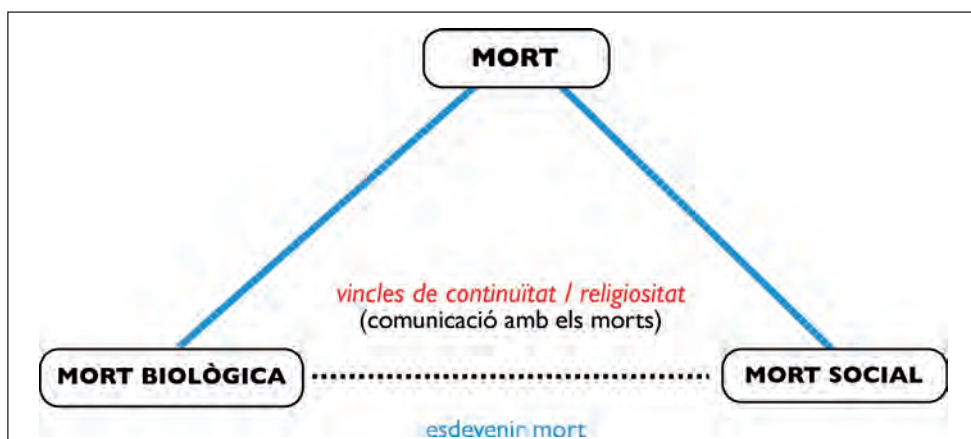 MORT
vincles de continuïtat / religiositat
(comunicació amb els morts)
MORT BIOLÒGICA
MORT SOCIAL
esdevenir mort